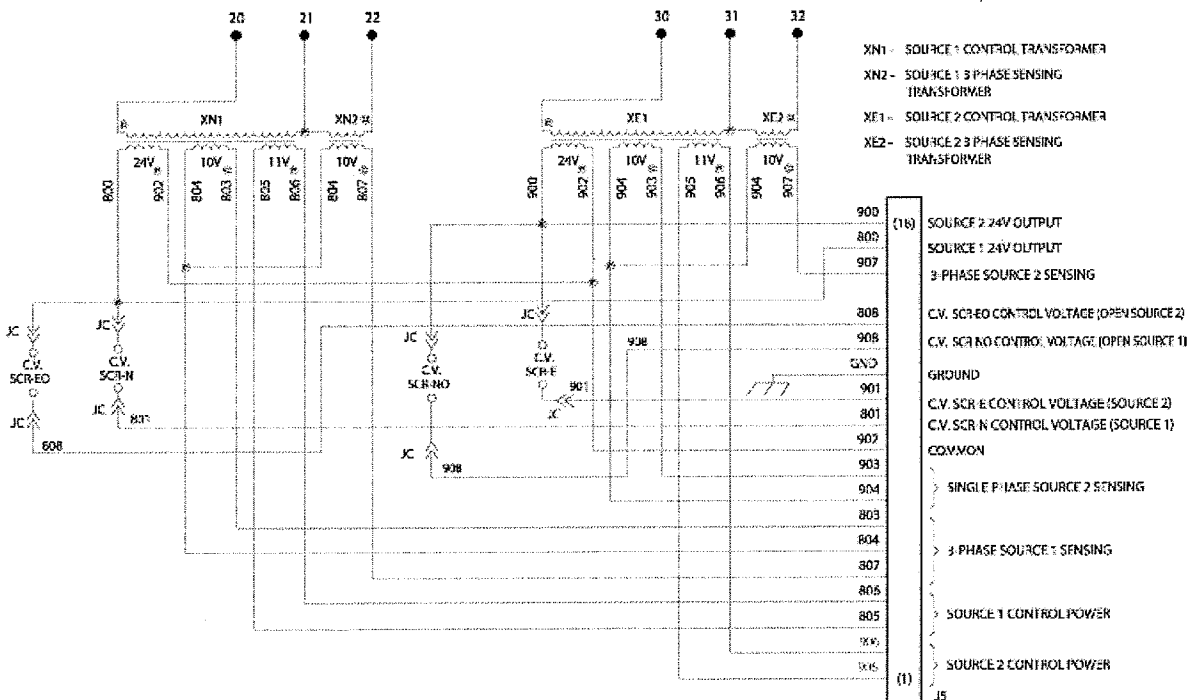 20 21 22 30 31 32
XN1 - SOURCE 1 CONTROL TRANSFORMER
XN2 - SOURCE 1 3 PHASE SENSING
TRANSFORMER
XE1 - SOURCE 2 CONTROL TRANSFORMER
XE2 - SOURCE 2 3 PHASE SENSING
TRANSFORMER
XN1 XN2 XE1 XE2
24V 10V 11V 10V 24V 10V 11V 10V
800 902 804 803 805 806 804 807 900 902 904 903 905 906 904 907
900 (18) SOURCE 2 24V OUTPUT
800 SOURCE 1 24V OUTPUT
907 3-PHASE SOURCE 2 SENSING
808 C.V. SCR-EO CONTROL VOLTAGE (OPEN SOURCE 2)
908 C.V. SCR-NO CONTROL VOLTAGE (OPEN SOURCE 1)
GND GROUND
901 C.V. SCR-E CONTROL VOLTAGE (SOURCE 2)
801 C.V. SCR-N CONTROL VOLTAGE (SOURCE 1)
902 COMMON
903
904 SINGLE PHASE SOURCE 2 SENSING
803
804 3-PHASE SOURCE 1 SENSING
807
806
805 SOURCE 1 CONTROL POWER
906
SOURCE 2 CONTROL POWER
(1)
J5
JC
C.V.
SCR-EO
JC
808
JC
C.V.
SCR-N
JC
801
JC
C.V.
SCR-NO
JC
908
908
JC
C.V.
SCR-E
JC
901